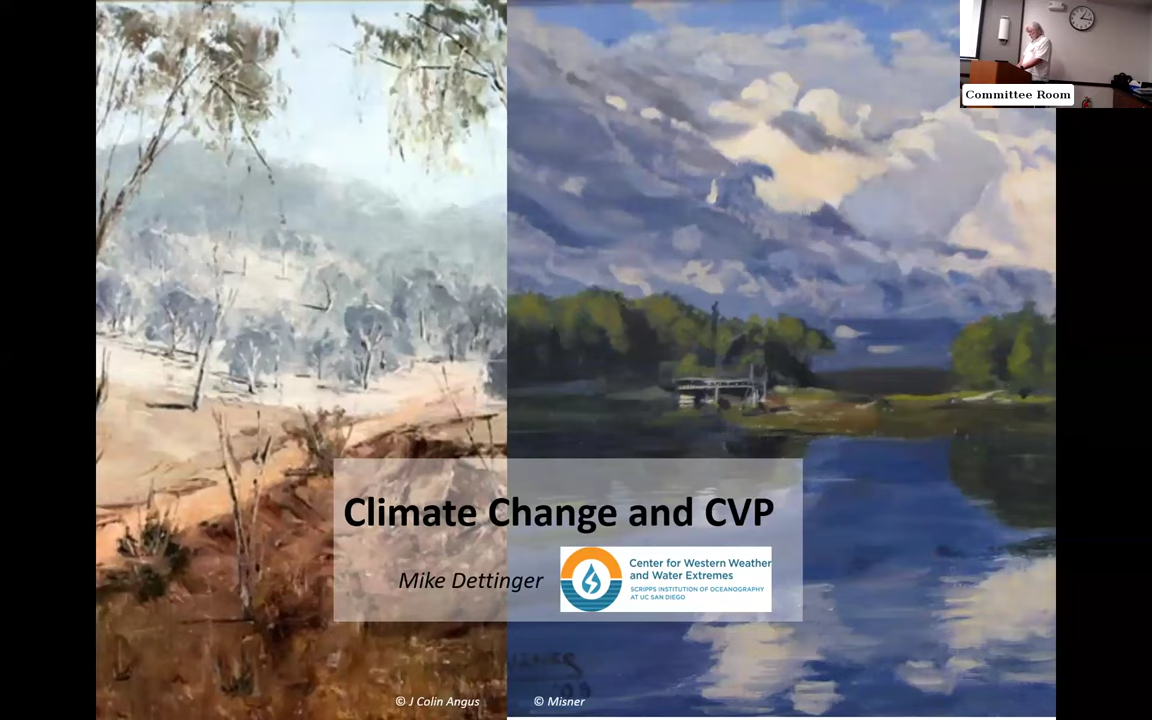 Committee Room
Climate Change and CVP
Mike Dettinger
Center for Western Weather
and Water Extremes
SCRIPPS INSTITUTION OF OCEANOGRAPHY
AT UC SAN DIEGO
© J Colin Angus
© Misner